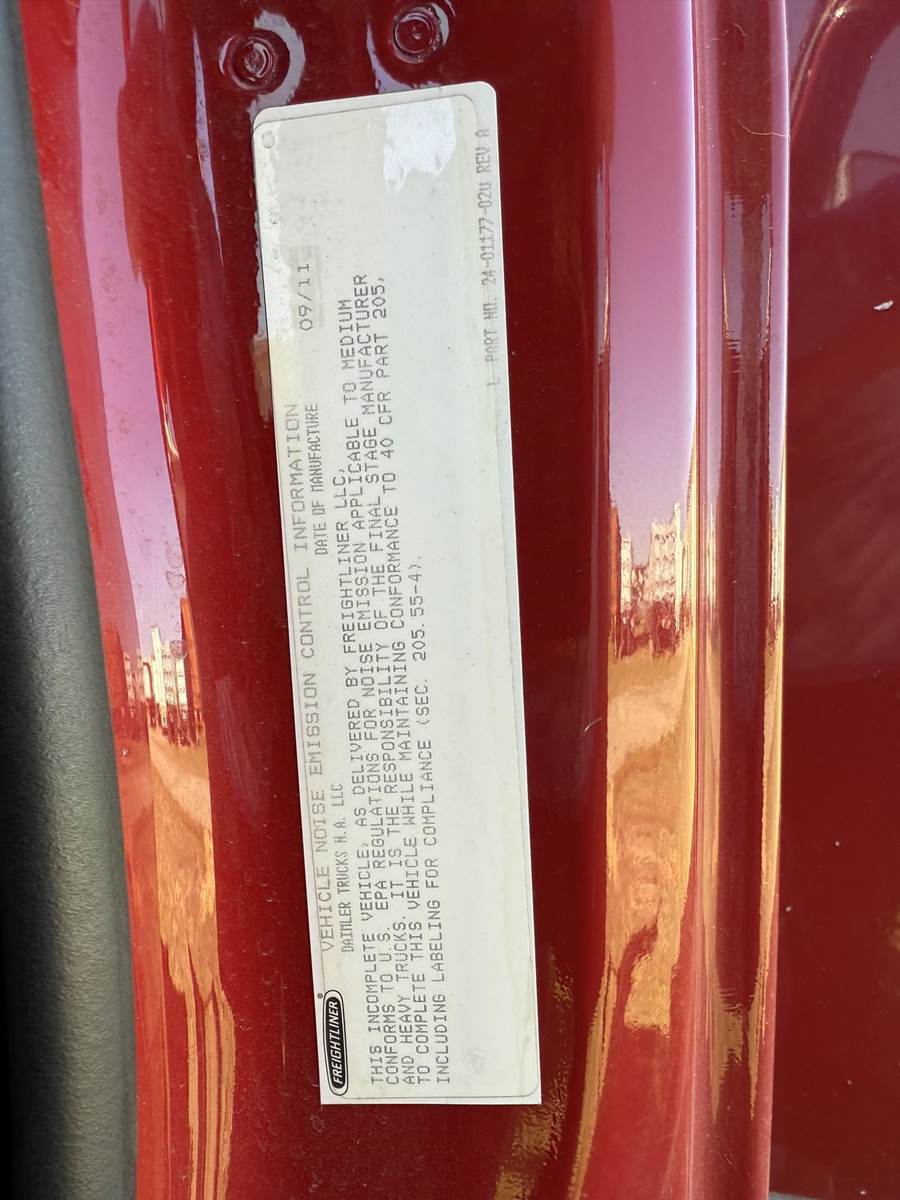 FREIGHTLINER®
VEHICLE NOISE EMISSION CONTROL INFORMATION
DAIMLER TRUCKS N.A. LLC DATE OF MANUFACTURE 09/11
THIS INCOMPLETE VEHICLE, AS DELIVERED BY FREIGHTLINER LLC,
CONFORMS TO U.S. EPA REGULATIONS FOR NOISE EMISSION APPLICABLE TO MEDIUM
AND HEAVY TRUCKS. IT IS THE RESPONSIBILITY OF THE FINAL STAGE MANUFACTURER
TO COMPLETE THIS VEHICLE WHILE MAINTAINING CONFORMANCE TO 40 CFR PART 205,
INCLUDING LABELING FOR COMPLIANCE (SEC. 205.55-4).
PART NO. 24-01177-020 REV A